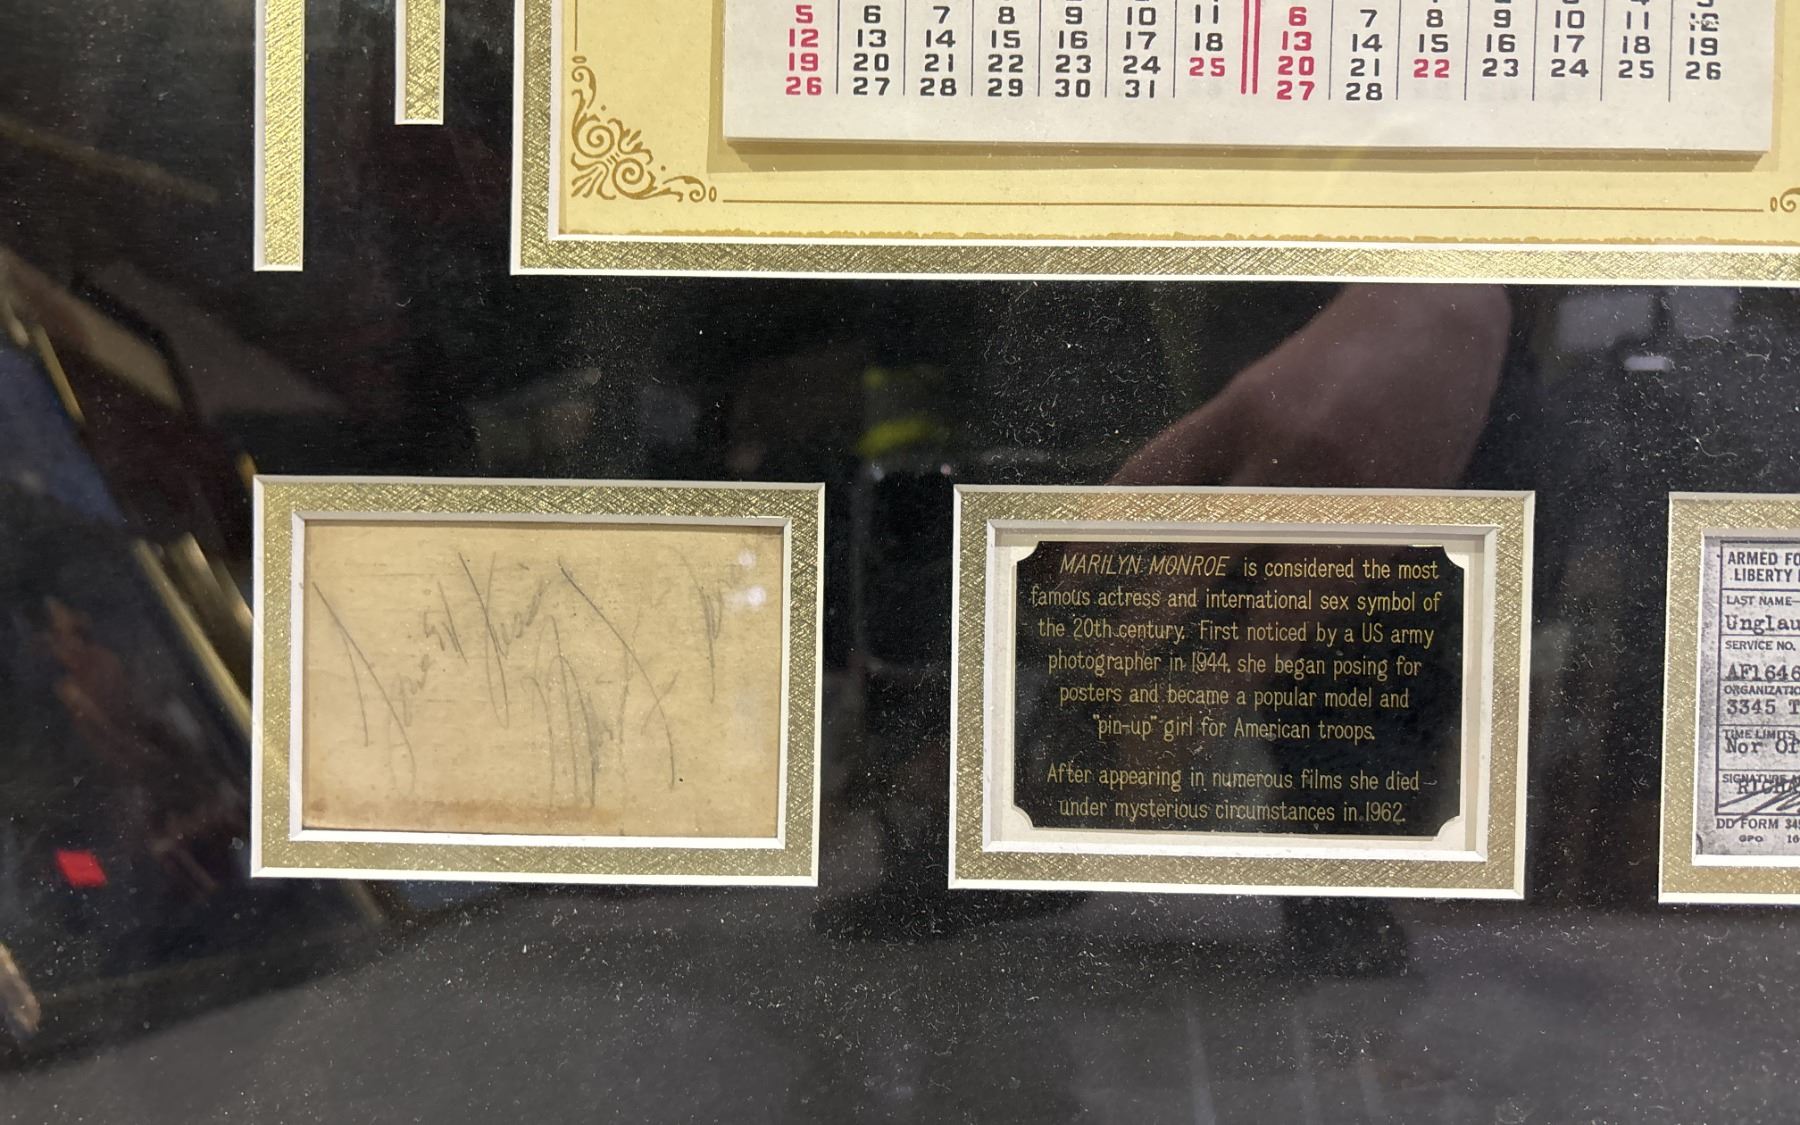 5 6 7 8 9 10 11 6 7 8 9 10 11
12 13 14 15 16 17 18 13 14 15 16 17 18 19
19 20 21 22 23 24 25 20 21 22 23 24 25 26
26 27 28 29 30 31 27 28
MARILYN MONROE is considered the most
famous actress and international sex symbol of
the 20th century. First noticed by a US army
photographer in 1944, she began posing for
posters and became a popular model and
"pin-up" girl for American troops.
After appearing in numerous films she died
under mysterious circumstances in 1962.
ARMED FO
LIBERTY
LAST NAME—
Unglau
SERVICE NO.
AF1646
ORGANIZATIO
3345 T
TIME LIMITS
Nor Of
SIGNATURE
RICHA
DD FORM 34
GPO 16